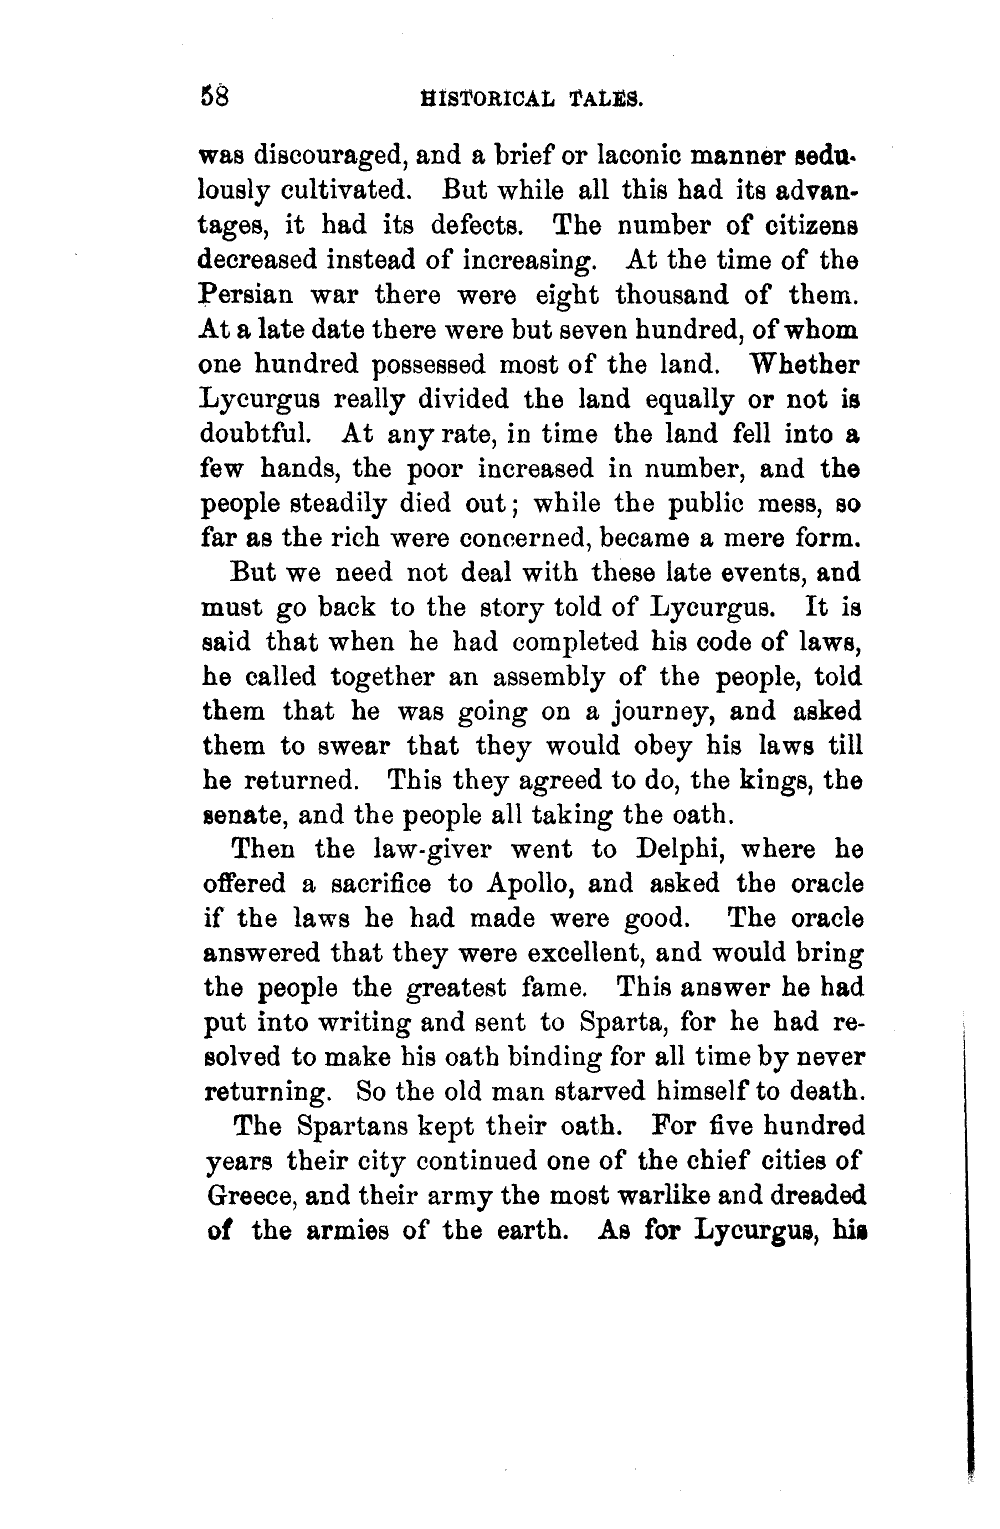 58 HISTORICAL TALES.
was discouraged, and a brief or laconic manner sedu-
lously cultivated. But while all this had its advan-
tages, it had its defects. The number of citizens
decreased instead of increasing. At the time of the
Persian war there were eight thousand of them.
At a late date there were but seven hundred, of whom
one hundred possessed most of the land. Whether
Lycurgus really divided the land equally or not is
doubtful. At any rate, in time the land fell into a
few hands, the poor increased in number, and the
people steadily died out; while the public mess, so
far as the rich were concerned, became a mere form.
But we need not deal with these late events, and
must go back to the story told of Lycurgus. It is
said that when he had completed his code of laws,
he called together an assembly of the people, told
them that he was going on a journey, and asked
them to swear that they would obey his laws till
he returned. This they agreed to do, the kings, the
senate, and the people all taking the oath.
Then the law-giver went to Delphi, where he
offered a sacrifice to Apollo, and asked the oracle
if the laws he had made were good. The oracle
answered that they were excellent, and would bring
the people the greatest fame. This answer he had
put into writing and sent to Sparta, for he had re-
solved to make his oath binding for all time by never
returning. So the old man starved himself to death.
The Spartans kept their oath. For five hundred
years their city continued one of the chief cities of
Greece, and their army the most warlike and dreaded
of the armies of the earth. As for Lycurgus, his